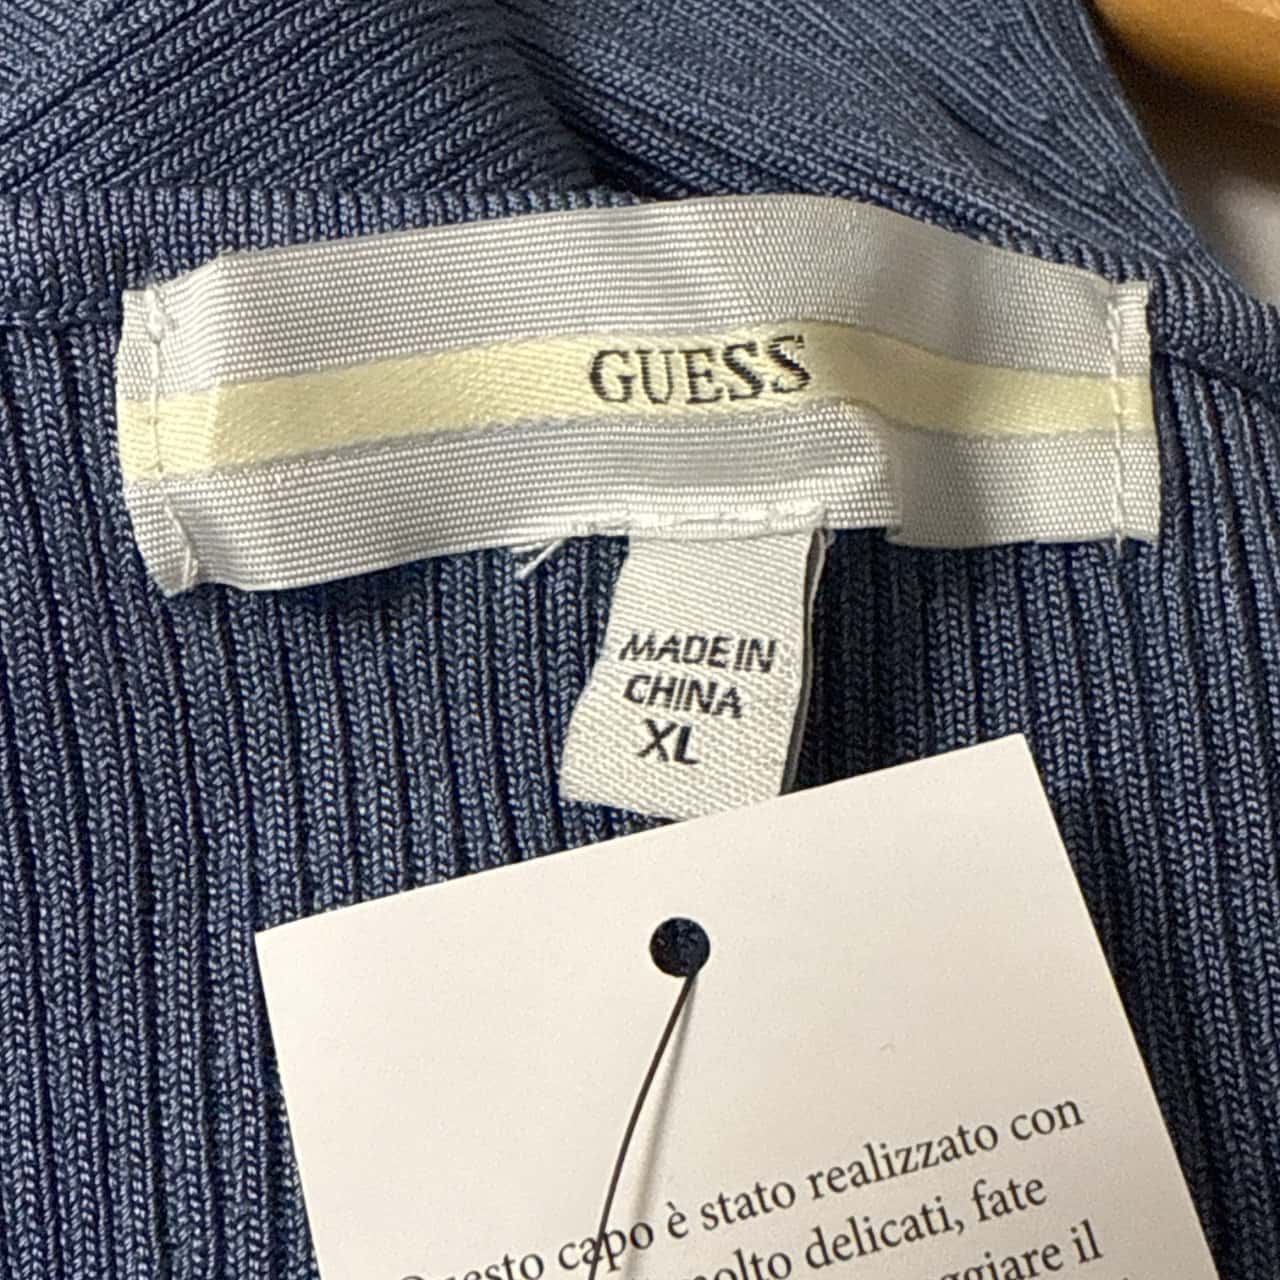 GUESS
MADE IN
CHINA
XL
Questo capo è stato realizzato con
molto delicati, fate
il